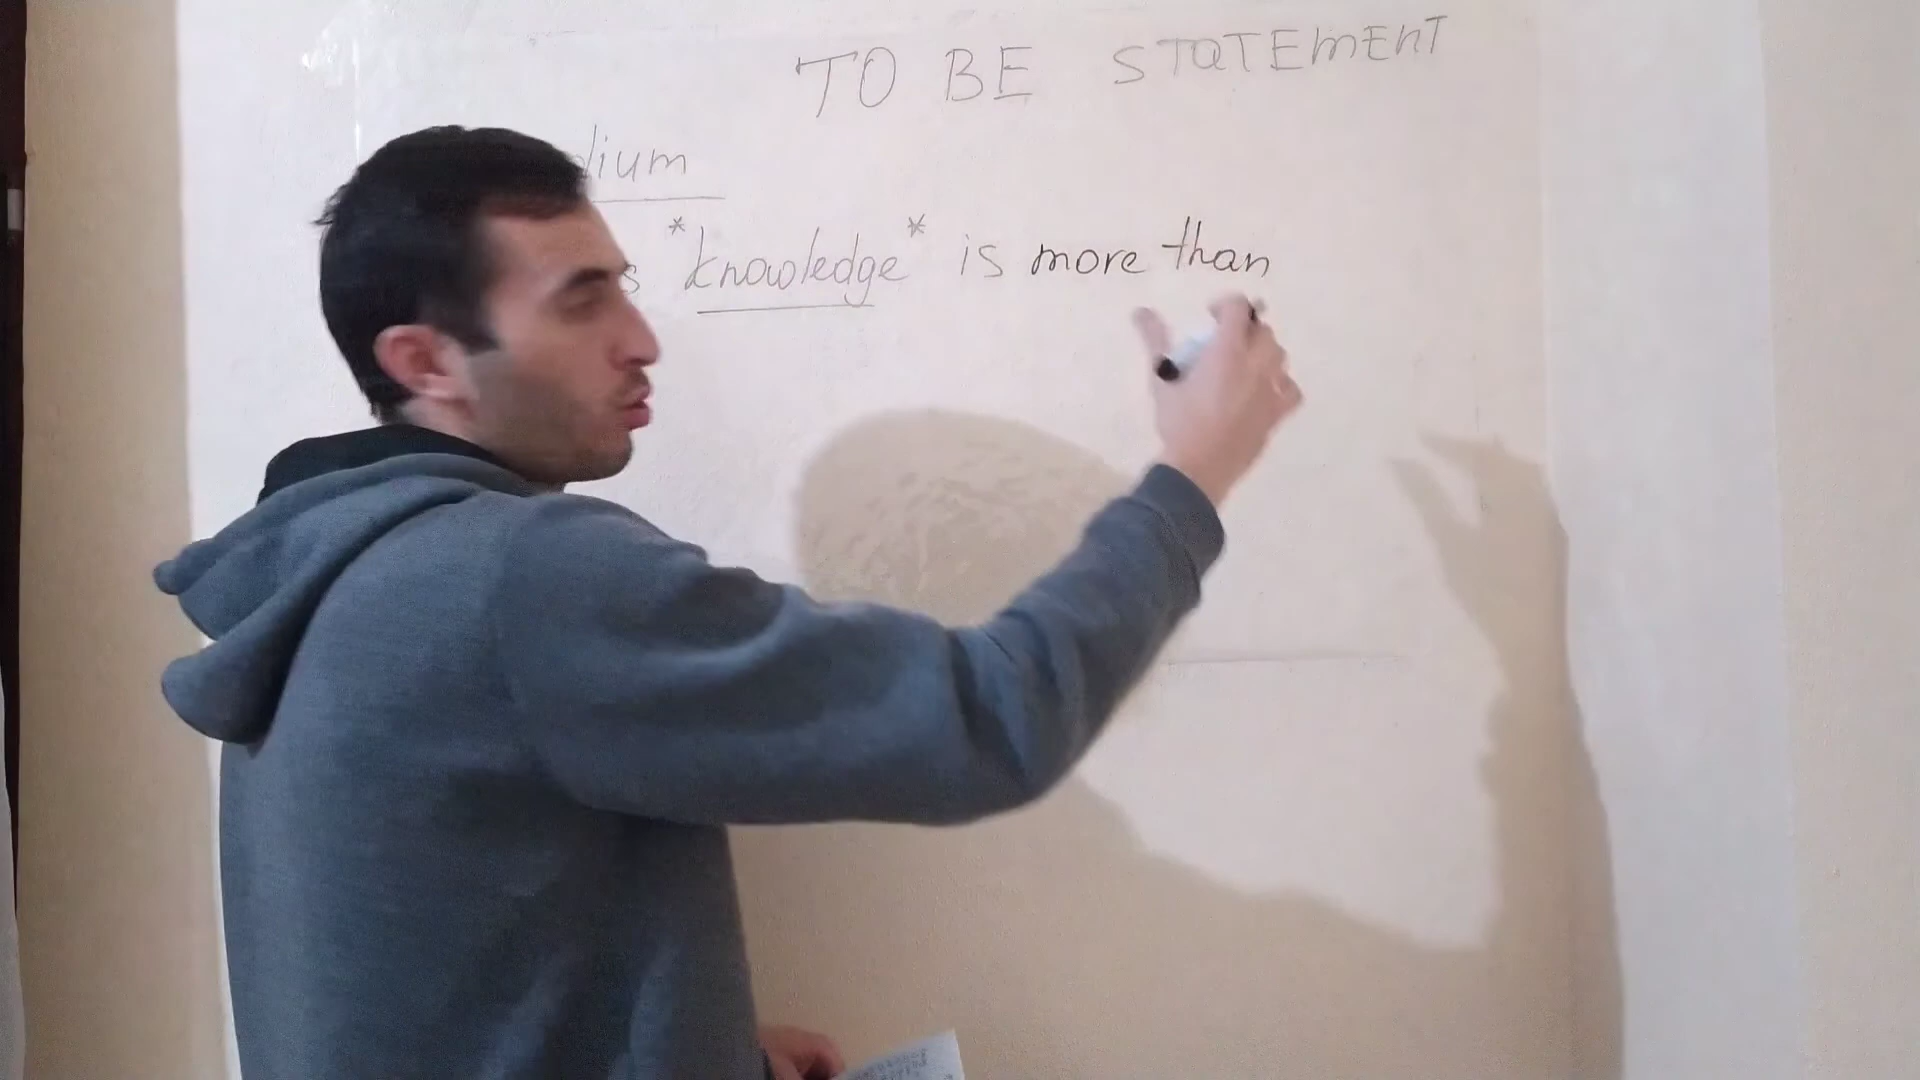 TO BE STATEMENT
dium
s *knowledge* is more than